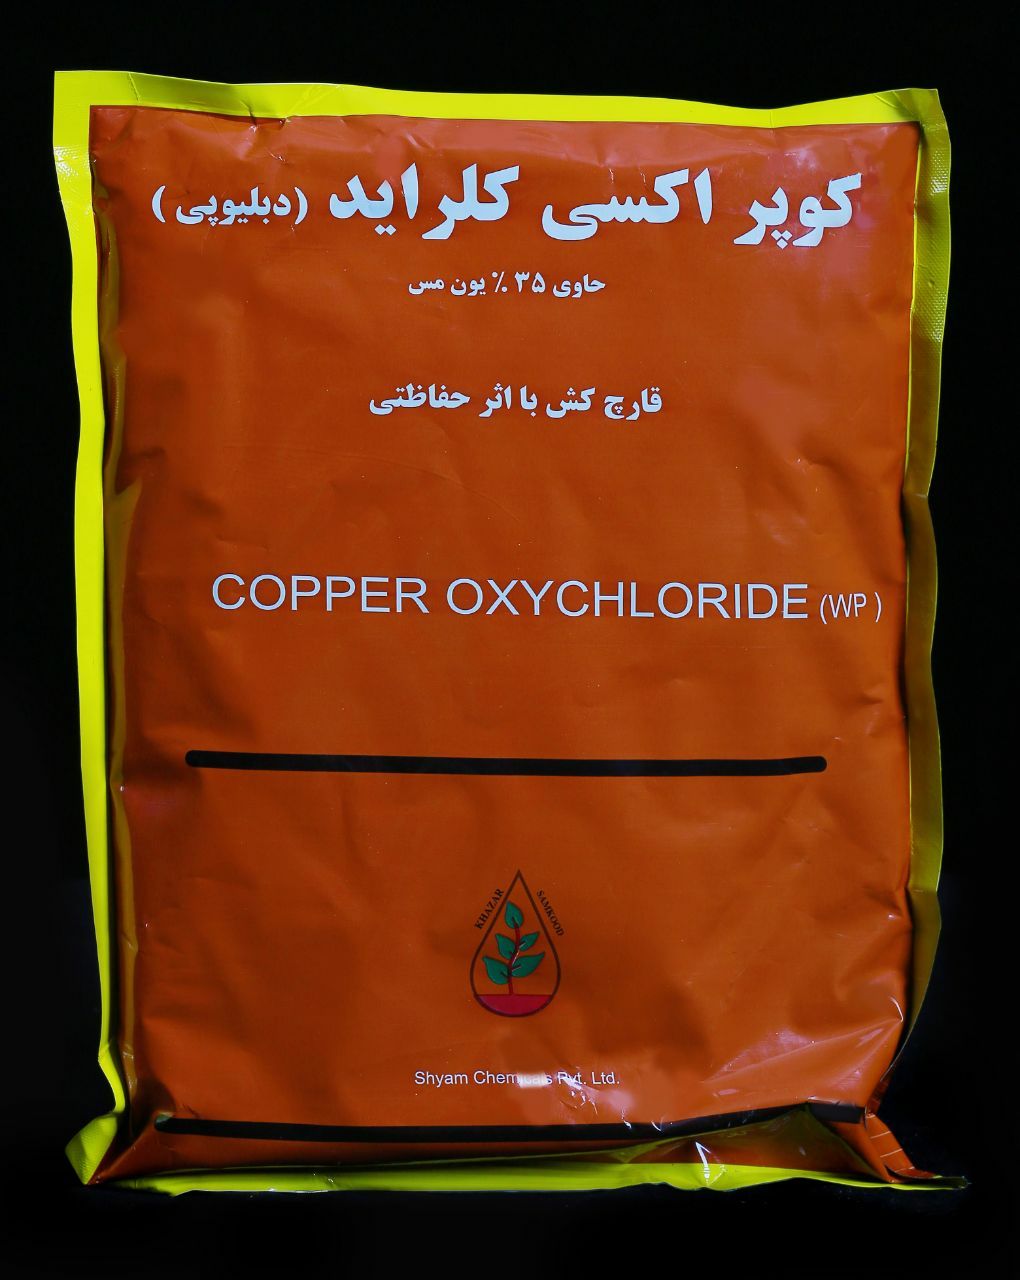 کوپر اکسی کلراید (دبلیوپی)
حاوی ۳۵ ٪ یون مس
قارچ کش با اثر حفاظتی
COPPER OXYCHLORIDE (WP)
KHAZAR SAMKOOD
Shyam Chemicals Pvt. Ltd.